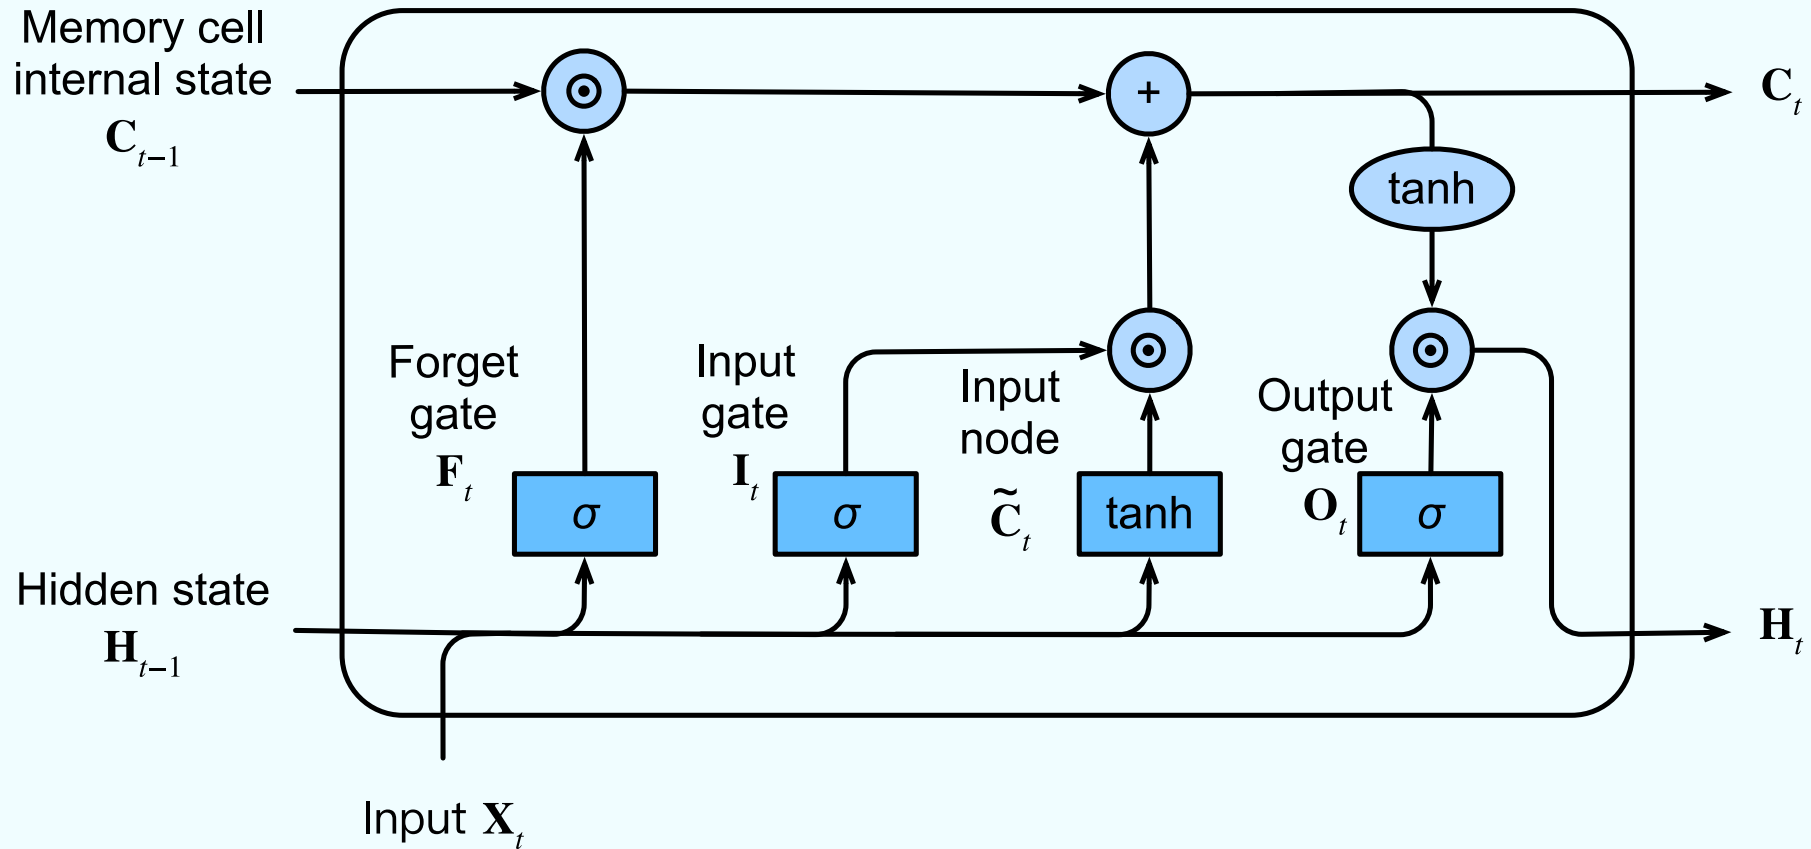 Memory cell
internal state
C_{t−1}
⊙
+
C_t
tanh
Forget
gate
F_t
Input
gate
I_t
Input
node
C̃_t
⊙
Output
gate
O_t
⊙
σ
σ
tanh
σ
Hidden state
H_{t−1}
H_t
Input X_t